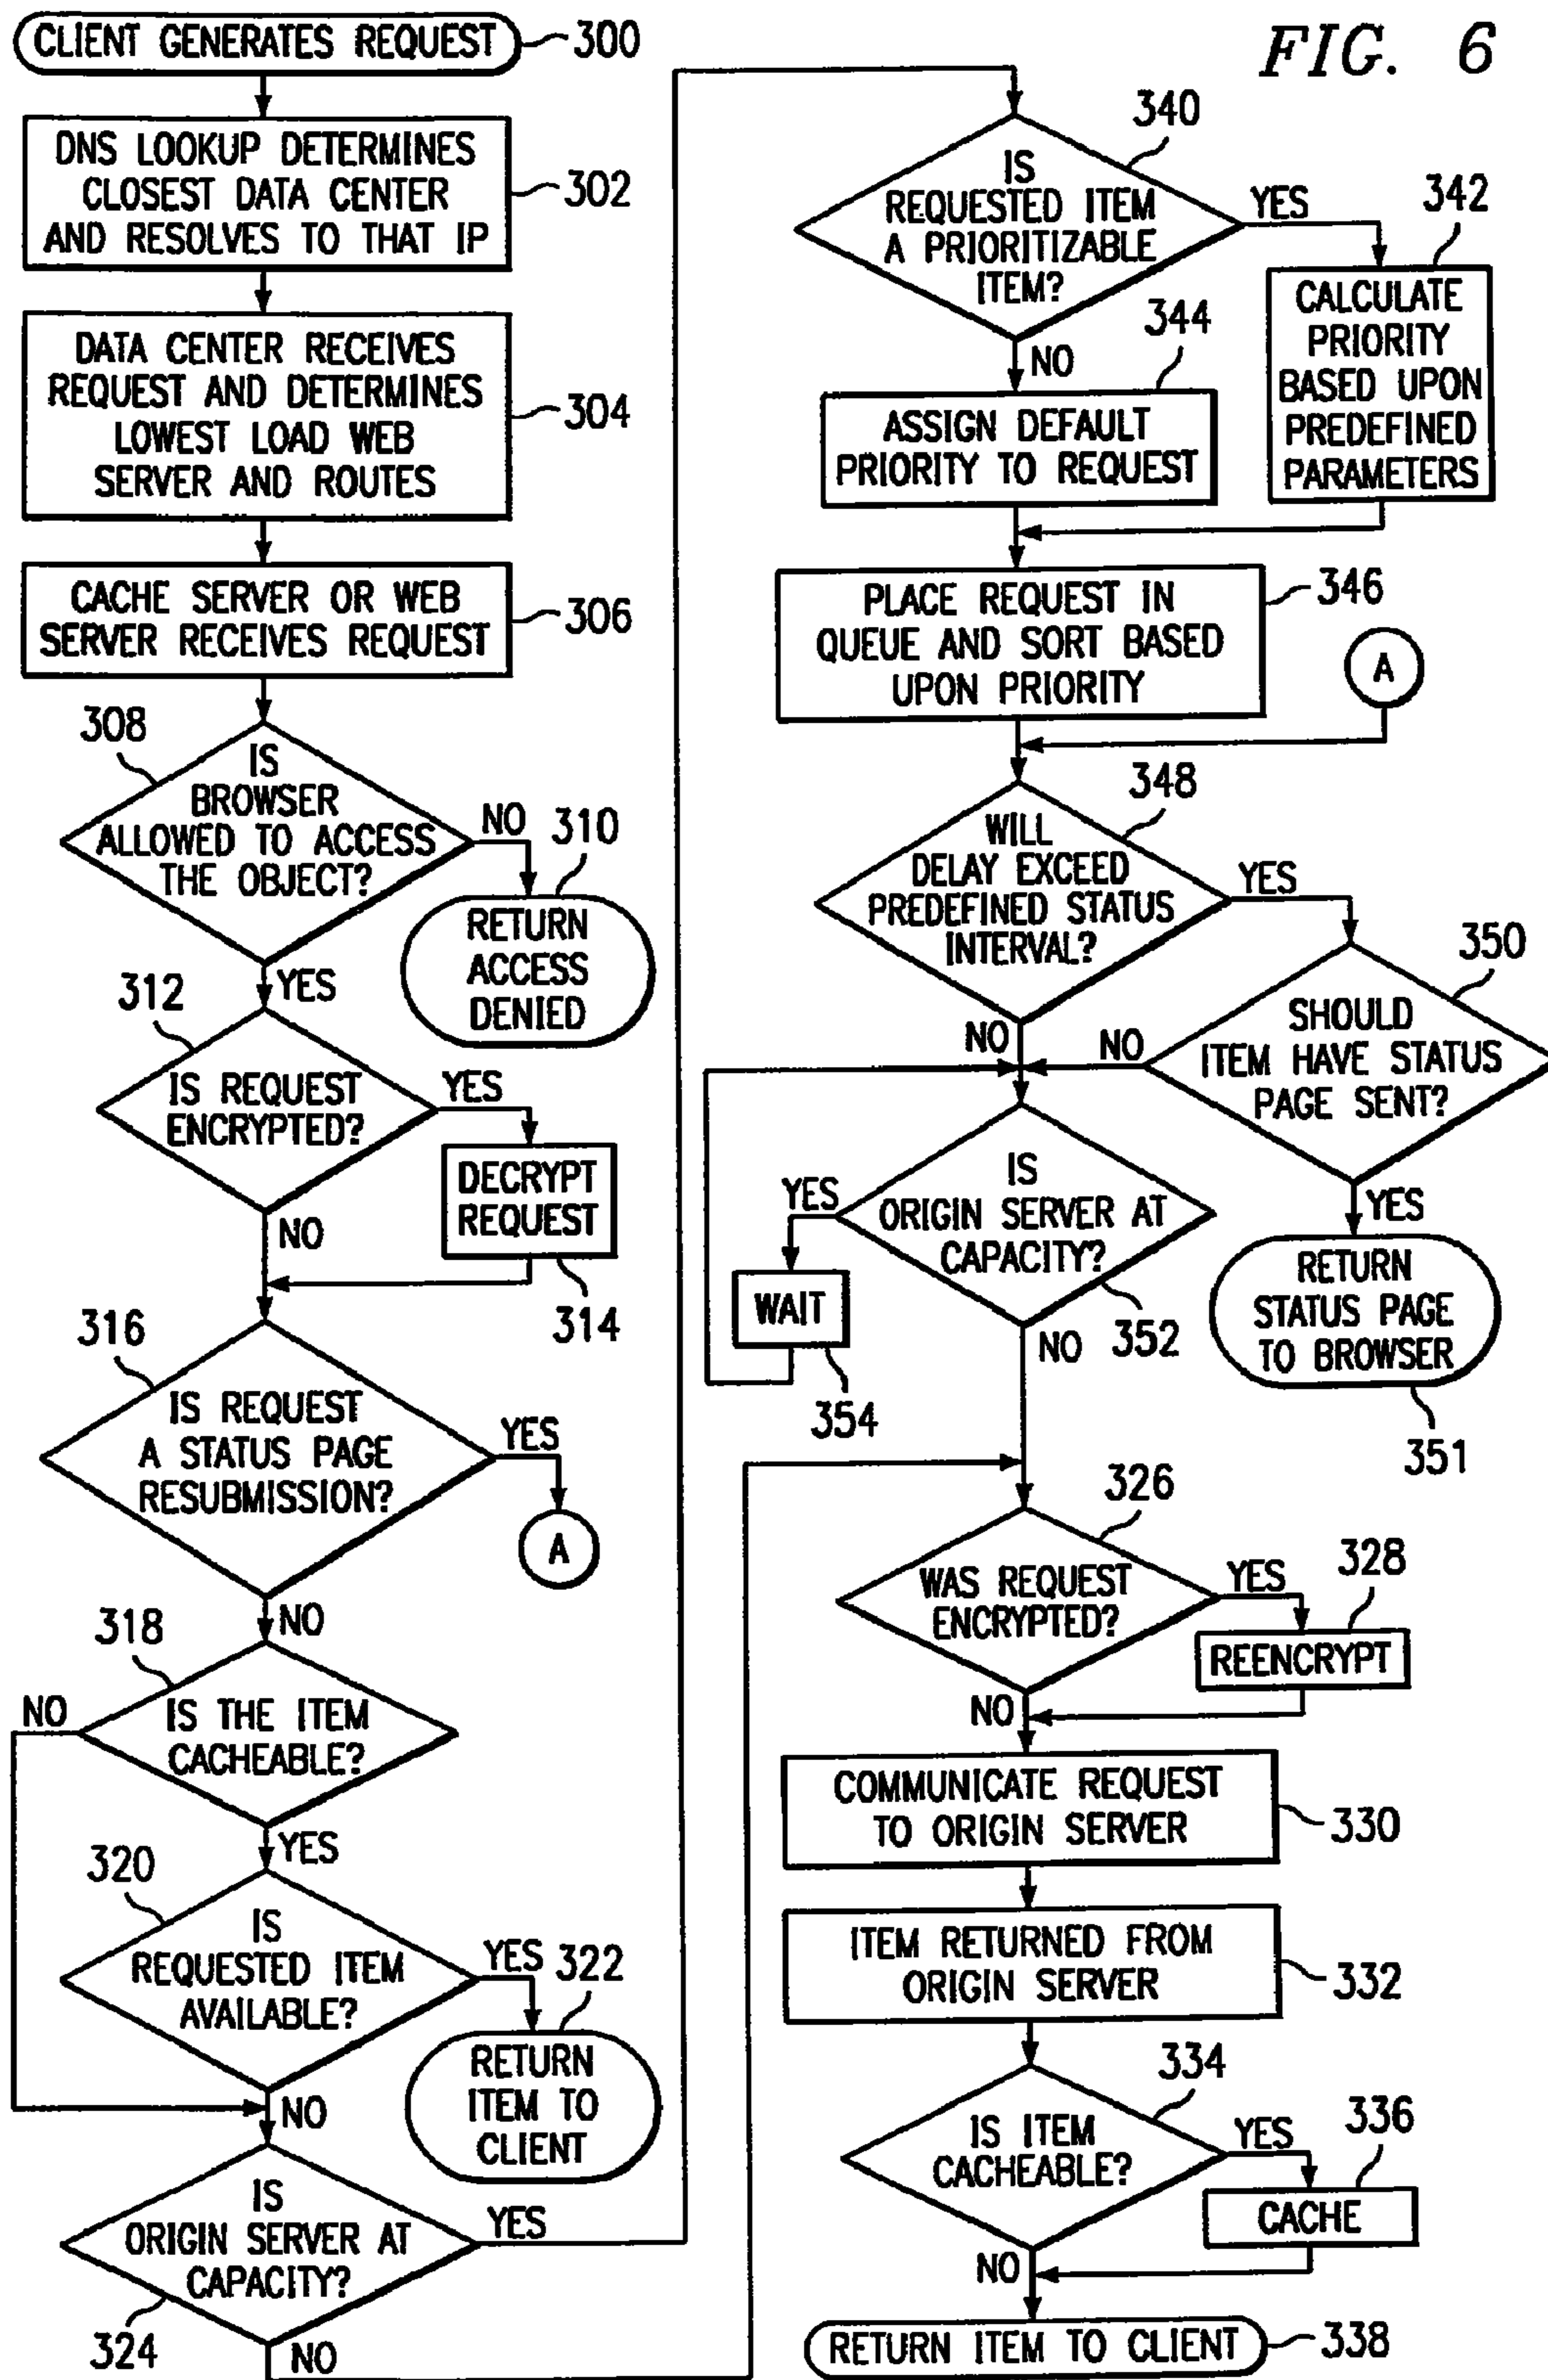 FIG. 6
CLIENT GENERATES REQUEST
300
DNS LOOKUP DETERMINES
CLOSEST DATA CENTER
AND RESOLVES TO THAT IP
302
DATA CENTER RECEIVES
REQUEST AND DETERMINES
LOWEST LOAD WEB
SERVER AND ROUTES
304
CACHE SERVER OR WEB
SERVER RECEIVES REQUEST
306
308
IS
BROWSER
ALLOWED TO ACCESS
THE OBJECT?
NO
310
RETURN
ACCESS
DENIED
YES
312
IS REQUEST
ENCRYPTED?
YES
DECRYPT
REQUEST
314
NO
316
IS REQUEST
A STATUS PAGE
RESUBMISSION?
YES
A
NO
318
IS THE ITEM
CACHEABLE?
NO
YES
320
IS
REQUESTED ITEM
AVAILABLE?
YES
322
RETURN
ITEM TO
CLIENT
NO
IS
ORIGIN SERVER AT
CAPACITY?
YES
324
NO
340
IS
REQUESTED ITEM
A PRIORITIZABLE
ITEM?
YES
342
CALCULATE
PRIORITY
BASED UPON
PREDEFINED
PARAMETERS
NO
344
ASSIGN DEFAULT
PRIORITY TO REQUEST
PLACE REQUEST IN
QUEUE AND SORT BASED
UPON PRIORITY
346
A
348
WILL
DELAY EXCEED
PREDEFINED STATUS
INTERVAL?
YES
350
SHOULD
ITEM HAVE STATUS
PAGE SENT?
NO
NO
YES
RETURN
STATUS PAGE
TO BROWSER
351
IS
ORIGIN SERVER AT
CAPACITY?
YES
WAIT
354
NO
352
326
WAS REQUEST
ENCRYPTED?
YES
328
REENCRYPT
NO
COMMUNICATE REQUEST
TO ORIGIN SERVER
330
ITEM RETURNED FROM
ORIGIN SERVER
332
334
IS ITEM
CACHEABLE?
YES
336
CACHE
NO
RETURN ITEM TO CLIENT
338